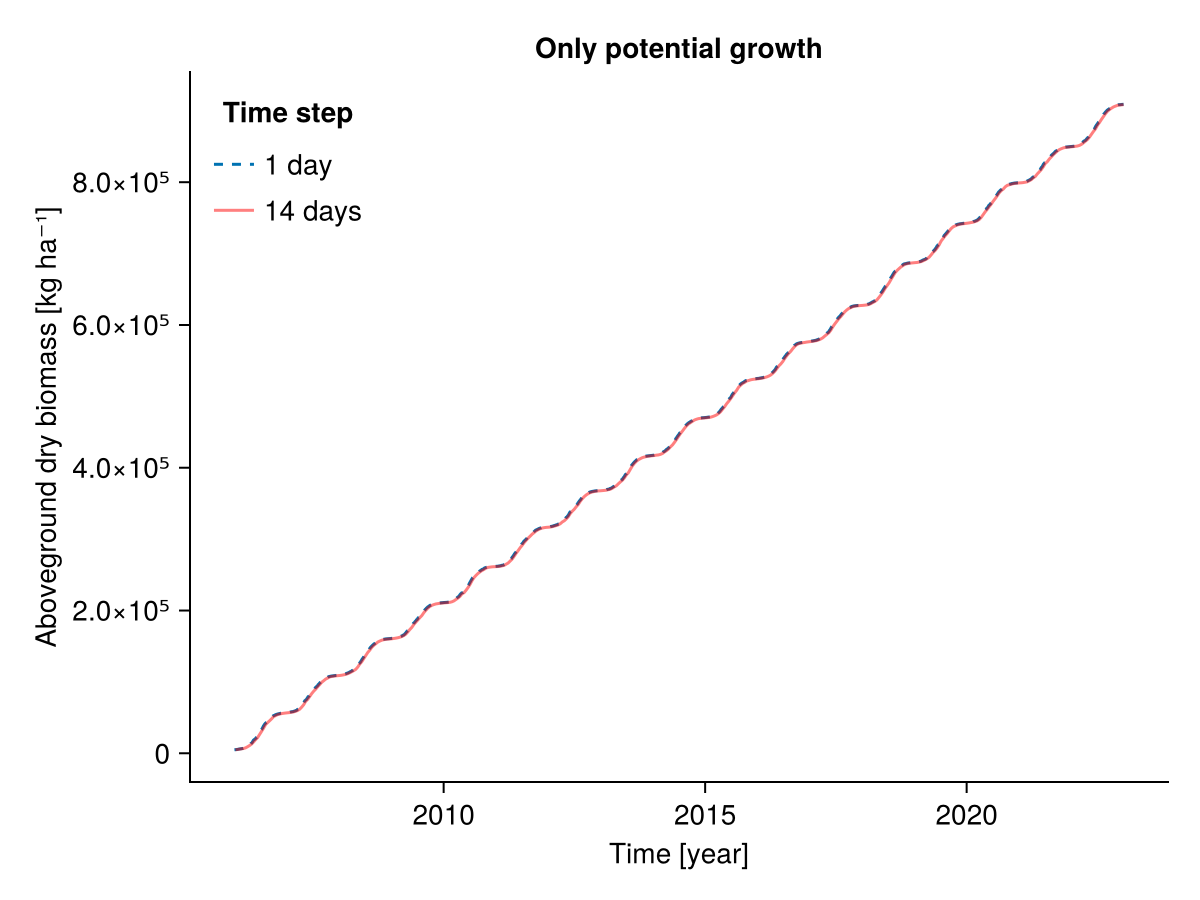 Only potential growth
Time step
1 day
14 days
8.0×10⁵
6.0×10⁵
4.0×10⁵
2.0×10⁵
0
Aboveground dry biomass [kg ha⁻¹]
2010
2015
2020
Time [year]